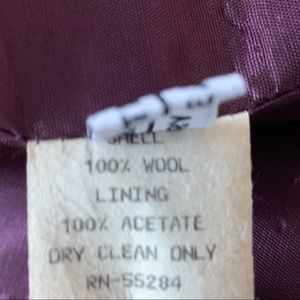 SHELL
100% WOOL
LINING
100% ACETATE
DRY CLEAN ONLY
RN-55284